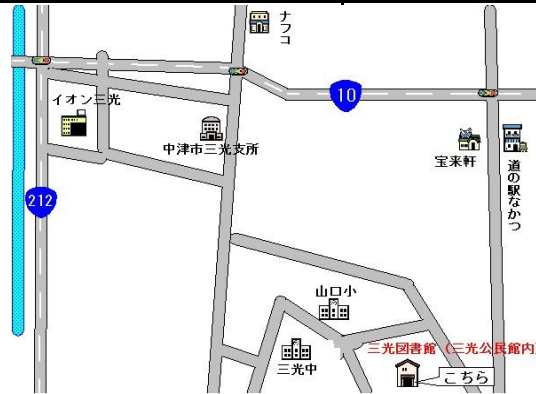 ナフコ
10
イオン三光
中津市三光支所
宝来軒
道の駅なかつ
212
山口小
三光図書館（三光公民館内）
三光中
こちら